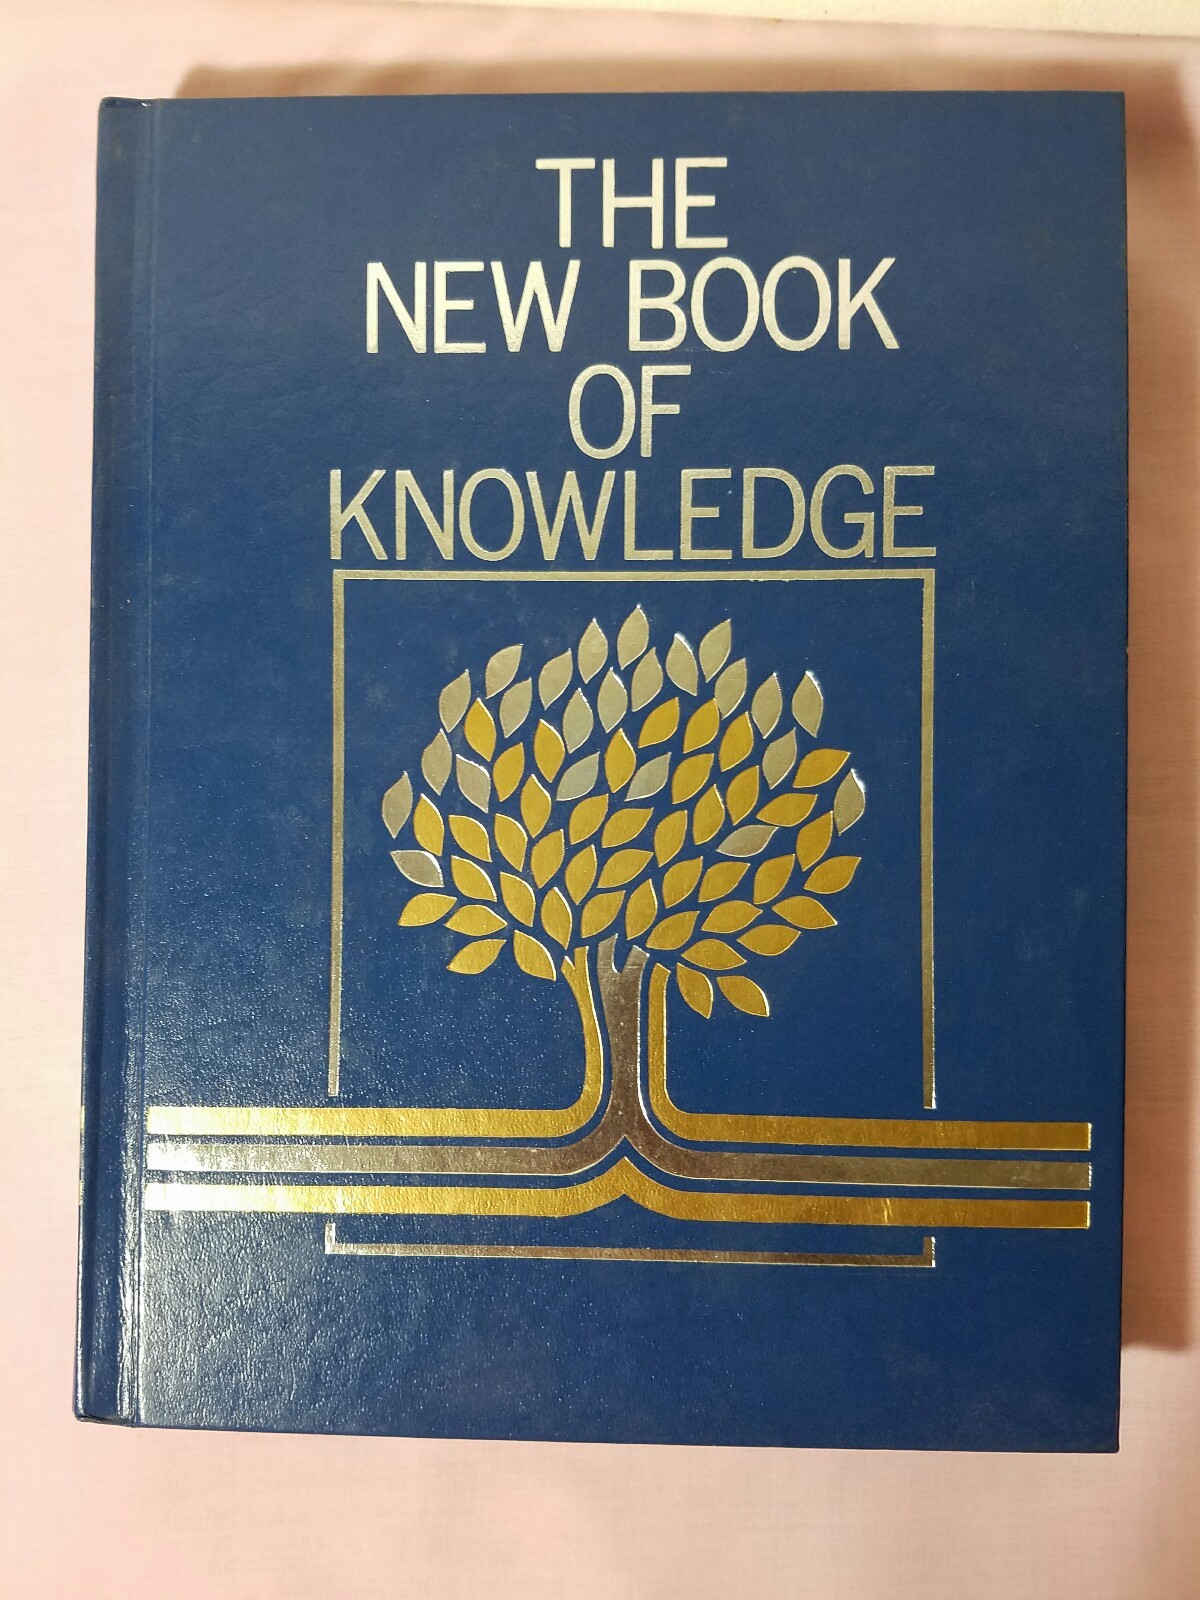 THE
NEW BOOK
OF
KNOWLEDGE